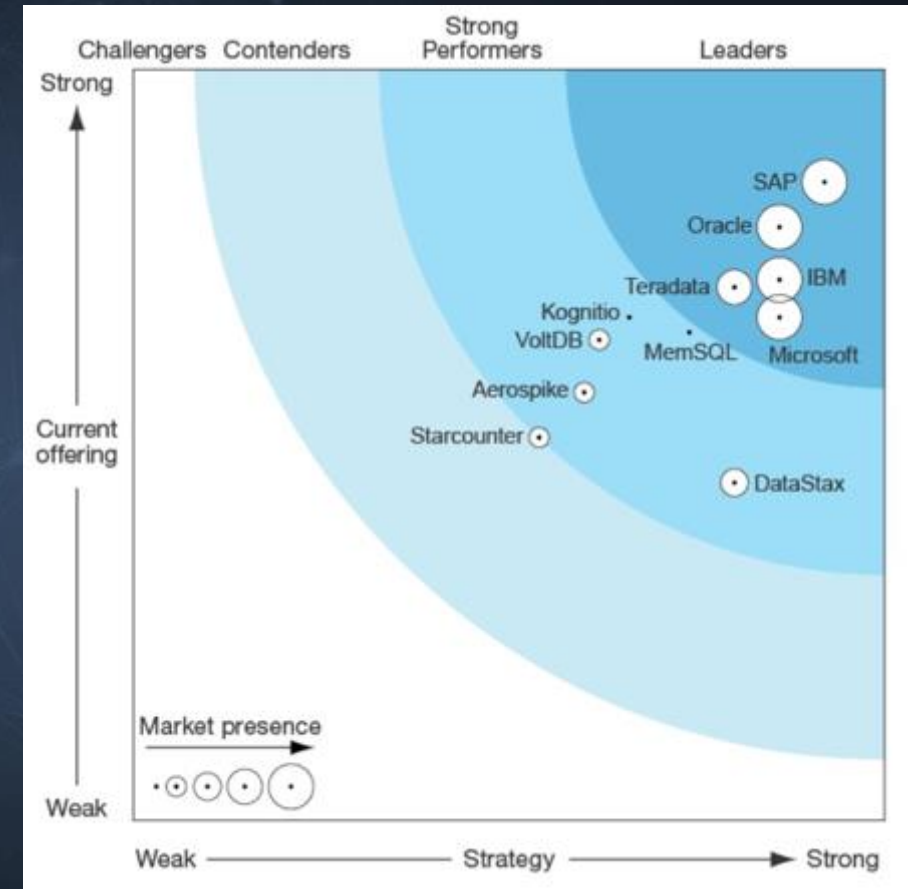 Strong
Challengers Contenders Performers Leaders
Strong
SAP
Oracle
IBM
Teradata
Kognitio
VoltDB
MemSQL
Microsoft
Aerospike
Current
offering
Starcounter
DataStax
Market presence
Weak
Weak Strategy Strong